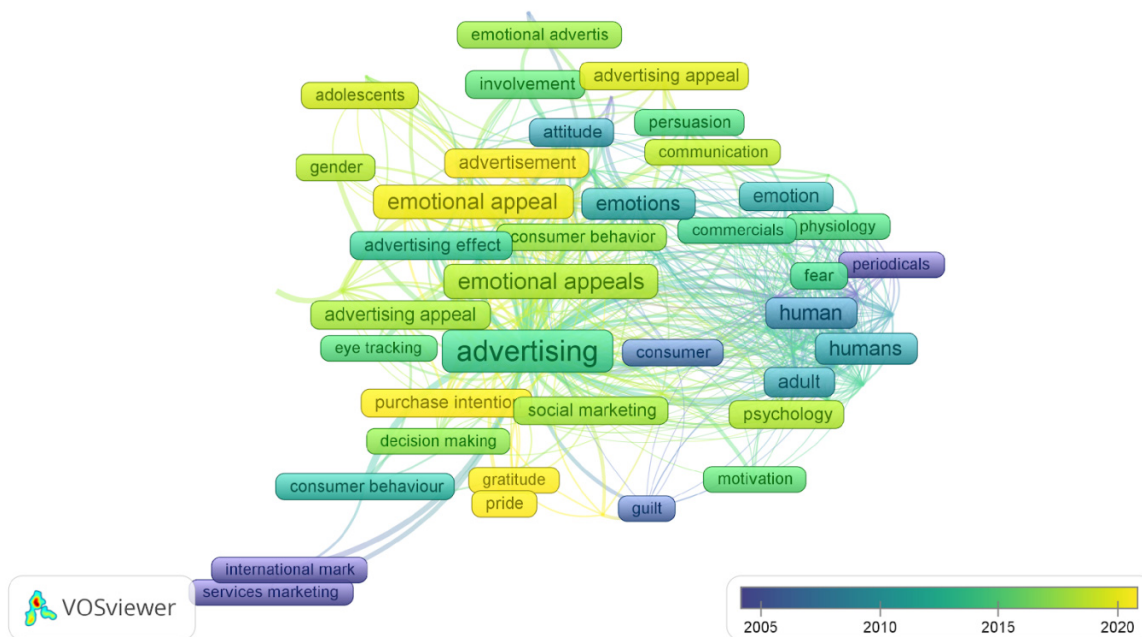 emotional advertis
involvement
advertising appeal
adolescents
attitude
persuasion
gender
advertisement
communication
emotional appeal
emotions
emotion
advertising effect
consumer behavior
commercials
physiology
emotional appeals
fear
periodicals
advertising appeal
human
eye tracking
advertising
consumer
humans
adult
purchase intention
social marketing
psychology
decision making
consumer behaviour
gratitude
motivation
pride
guilt
international mark
services marketing
VOSviewer
2005
2010
2015
2020